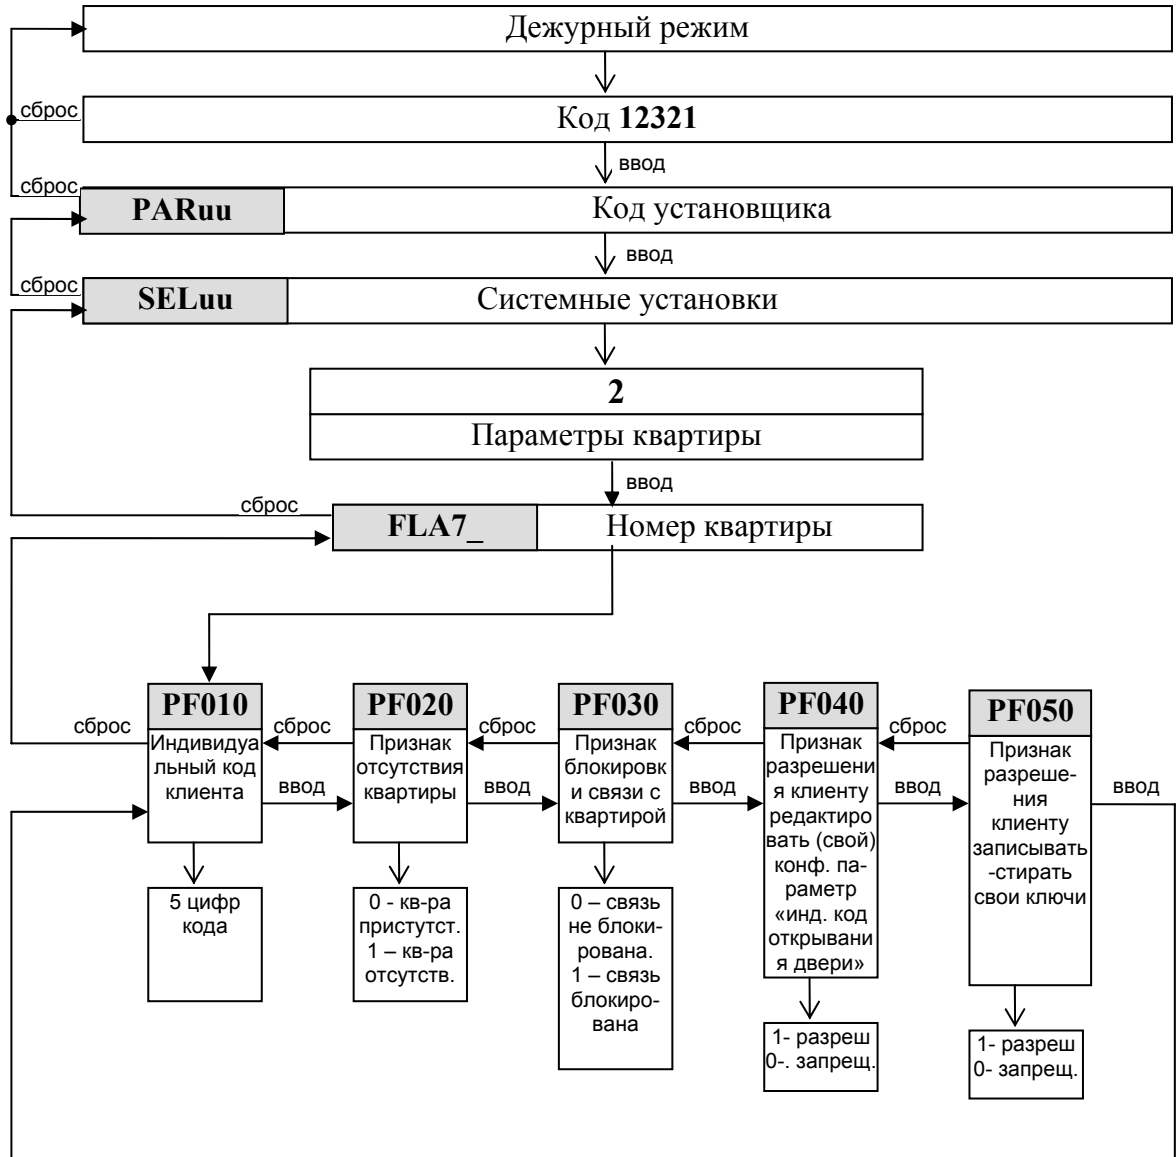 Дежурный режим
сброс
Код 12321
ввод
сброс
PARuu
Код установщика
ввод
сброс
SELuu
Системные установки
2
Параметры квартиры
ввод
сброс
FLA7_
Номер квартиры
PF010
PF020
PF030
PF040
PF050
сброс
сброс
сброс
сброс
сброс
Индивидуа
льный код
клиента
ввод
Признак
отсутствия
квартиры
ввод
Признак
блокировк
и связи с
квартирой
ввод
Признак
разрешени
я клиенту
редактиро
вать (свой)
конф. па-
раметр
«инд. код
открывани
я двери»
ввод
Признак
разреше-
ния
клиенту
записывать
-стирать
свои ключи
ввод
5 цифр
кода
0 - кв-ра
пристутст.
1 – кв-ра
отсутств.
0 – связь
не блоки-
рована.
1 – связь
блокиро-
вана
1- разреш
0-. запрещ.
1- разреш
0- запрещ.